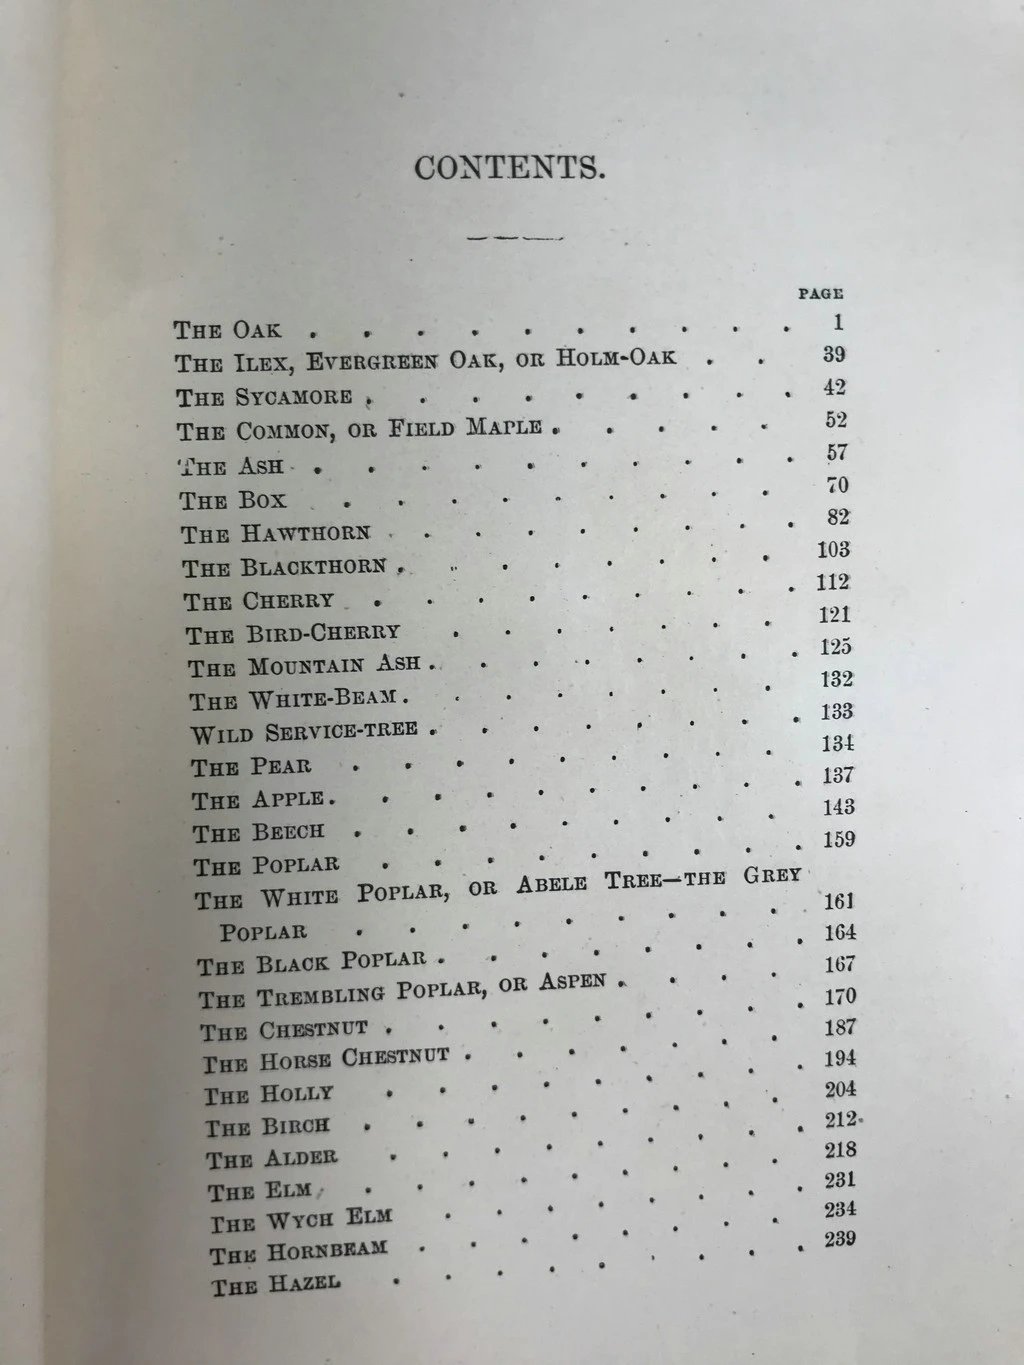 CONTENTS.
PAGE
THE OAK . . . . . . . . . . 1
THE ILEX, EVERGREEN OAK, OR HOLM-OAK . . 39
THE SYCAMORE . . . . . . . . . 42
THE COMMON, OR FIELD MAPLE . . . . . 52
THE ASH . . . . . . . . . . 57
THE BOX . . . . . . . . . 70
THE HAWTHORN . . . . . . . . 82
THE BLACKTHORN . . . . . . . . 103
THE CHERRY . . . . . . . . . 112
THE BIRD-CHERRY . . . . . . . 121
THE MOUNTAIN ASH . . . . . . . . 125
THE WHITE-BEAM . . . . . . . . 132
WILD SERVICE-TREE . . . . . . . . 133
THE PEAR . . . . . . . . . 134
THE APPLE . . . . . . . . . . 137
THE BEECH . . . . . . . . . 143
THE POPLAR . . . . . . . . . 159
THE WHITE POPLAR, OR ABELE TREE—THE GREY
POPLAR . . . . . . . . . 161
THE BLACK POPLAR . . . . . . . . 164
THE TREMBLING POPLAR, OR ASPEN . . . . 167
THE CHESTNUT . . . . . . . . . 170
THE HORSE CHESTNUT . . . . . . . 187
THE HOLLY . . . . . . . . . 194
THE BIRCH . . . . . . . . . 204
THE ALDER . . . . . . . . . 212
THE ELM . . . . . . . . . 218
THE WYCH ELM . . . . . . . . 231
THE HORNBEAM . . . . . . . . 234
THE HAZEL . . . . . . . . . 239